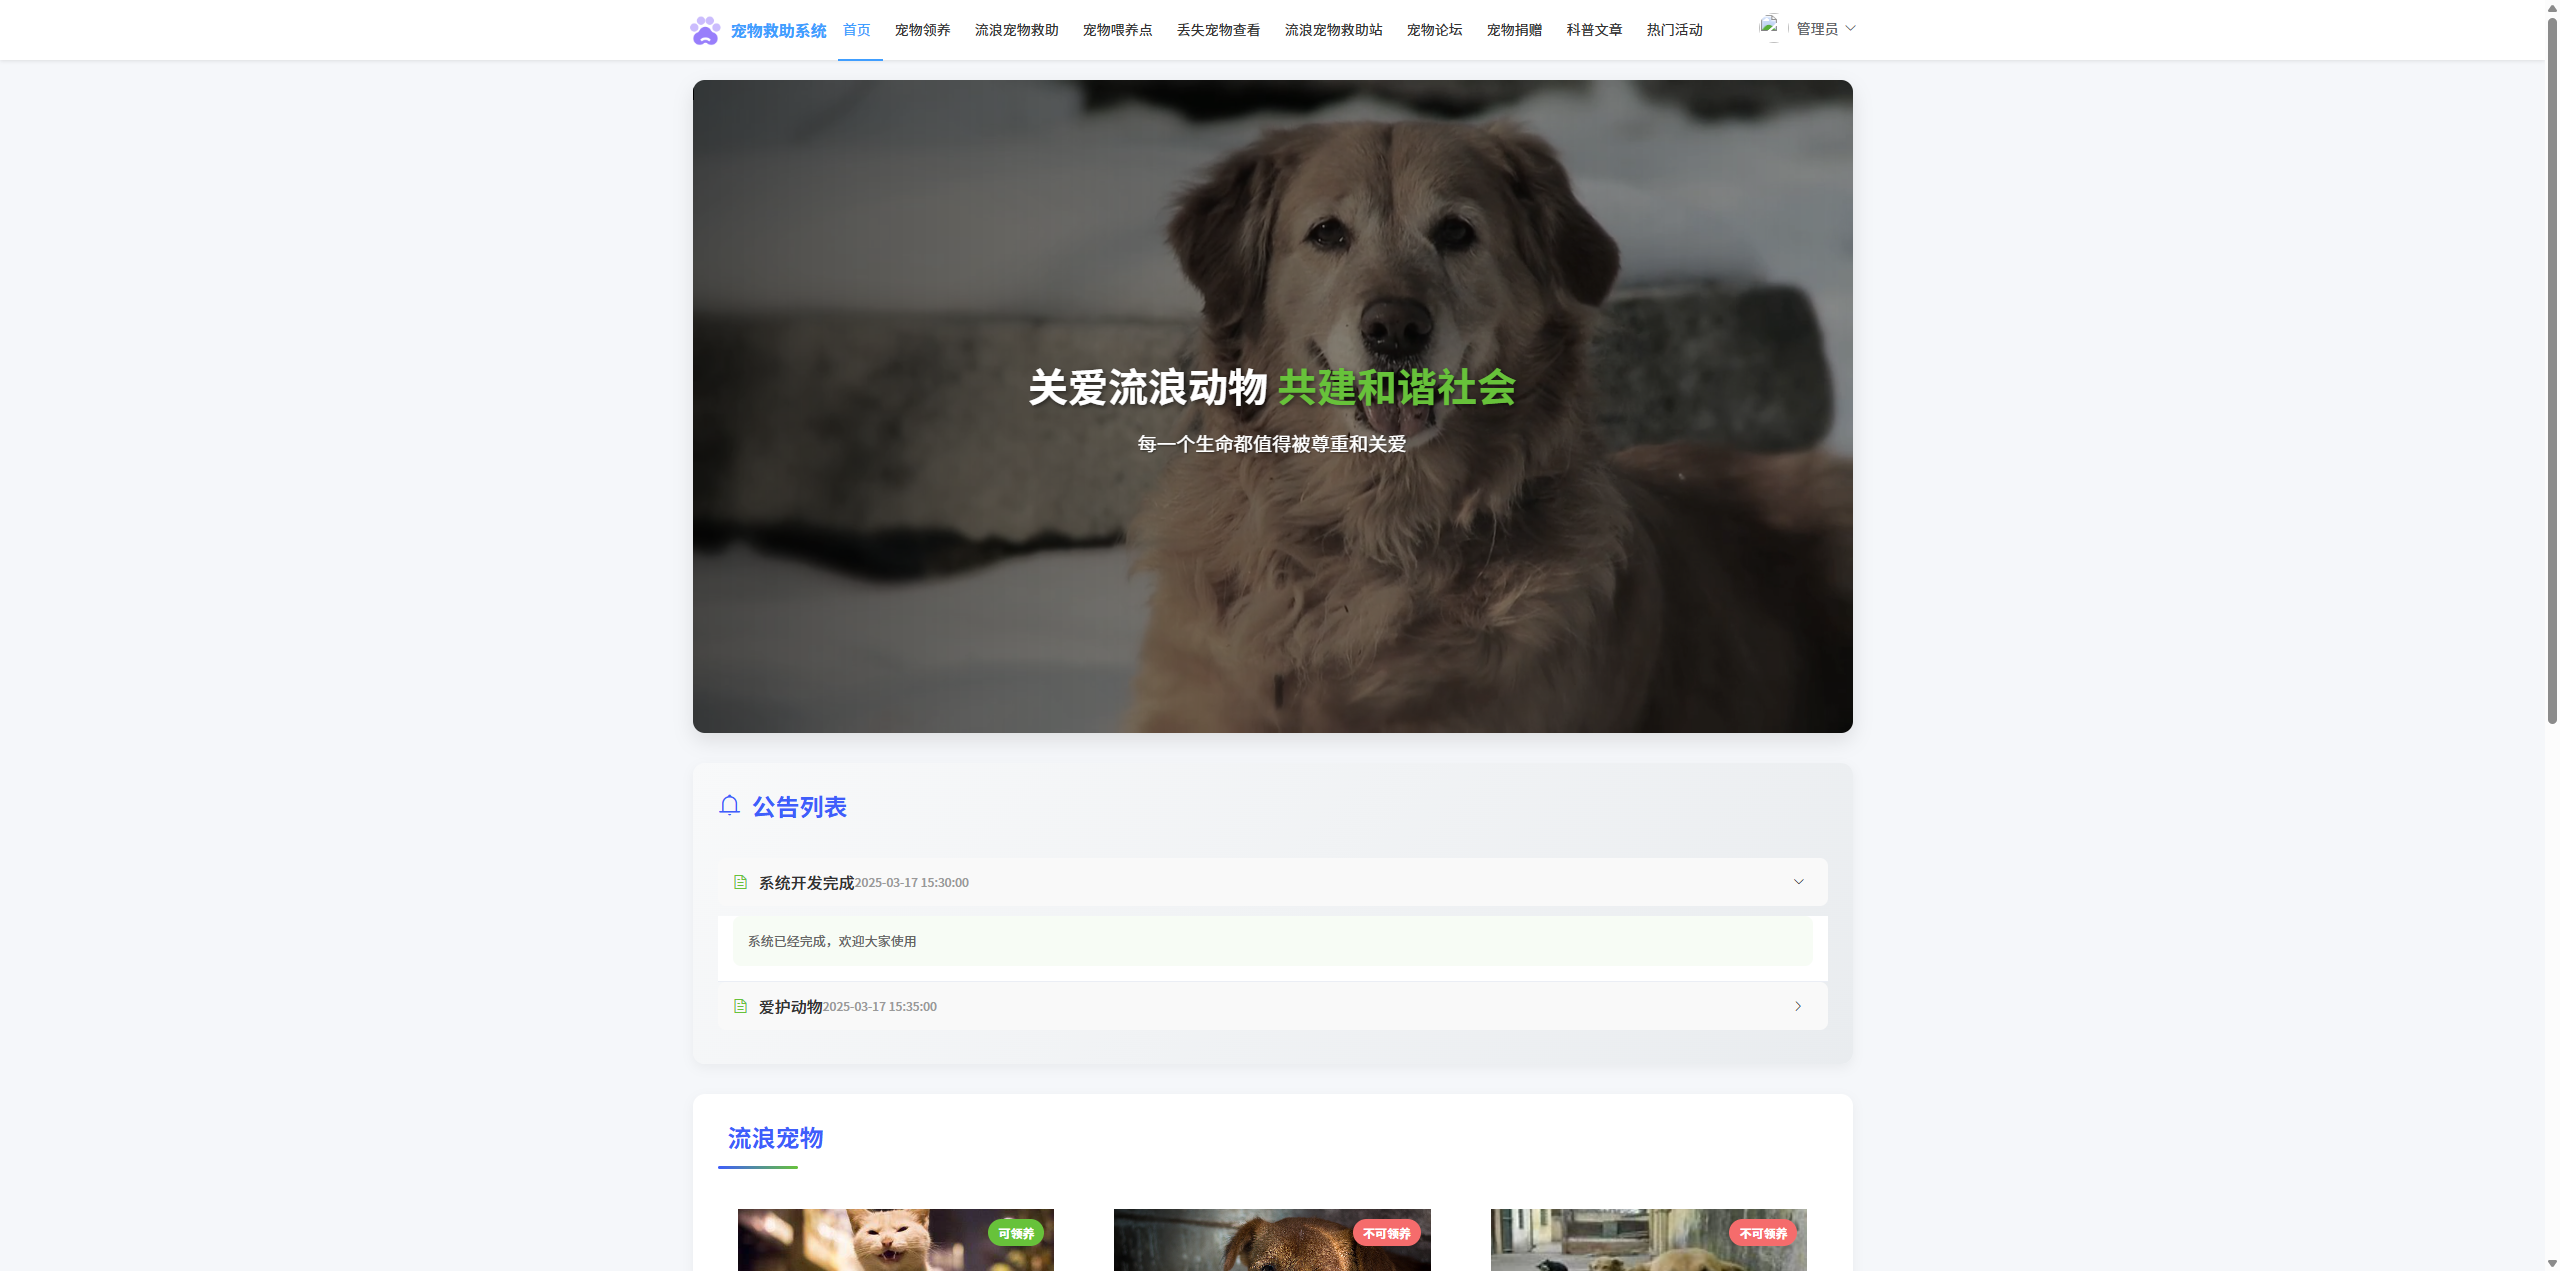 宠物救助系统 首页 宠物领养 流浪宠物救助 宠物喂养点 丢失宠物查看 流浪宠物救助站 宠物论坛 宠物捐赠 科普文章 热门活动 管理员
关爱流浪动物 共建和谐社会
每一个生命都值得被尊重和关爱
公告列表
系统开发完成2025-03-17 15:30:00
系统已经完成，欢迎大家使用
爱护动物2025-03-17 15:35:00
流浪宠物
可领养 不可领养 不可领养